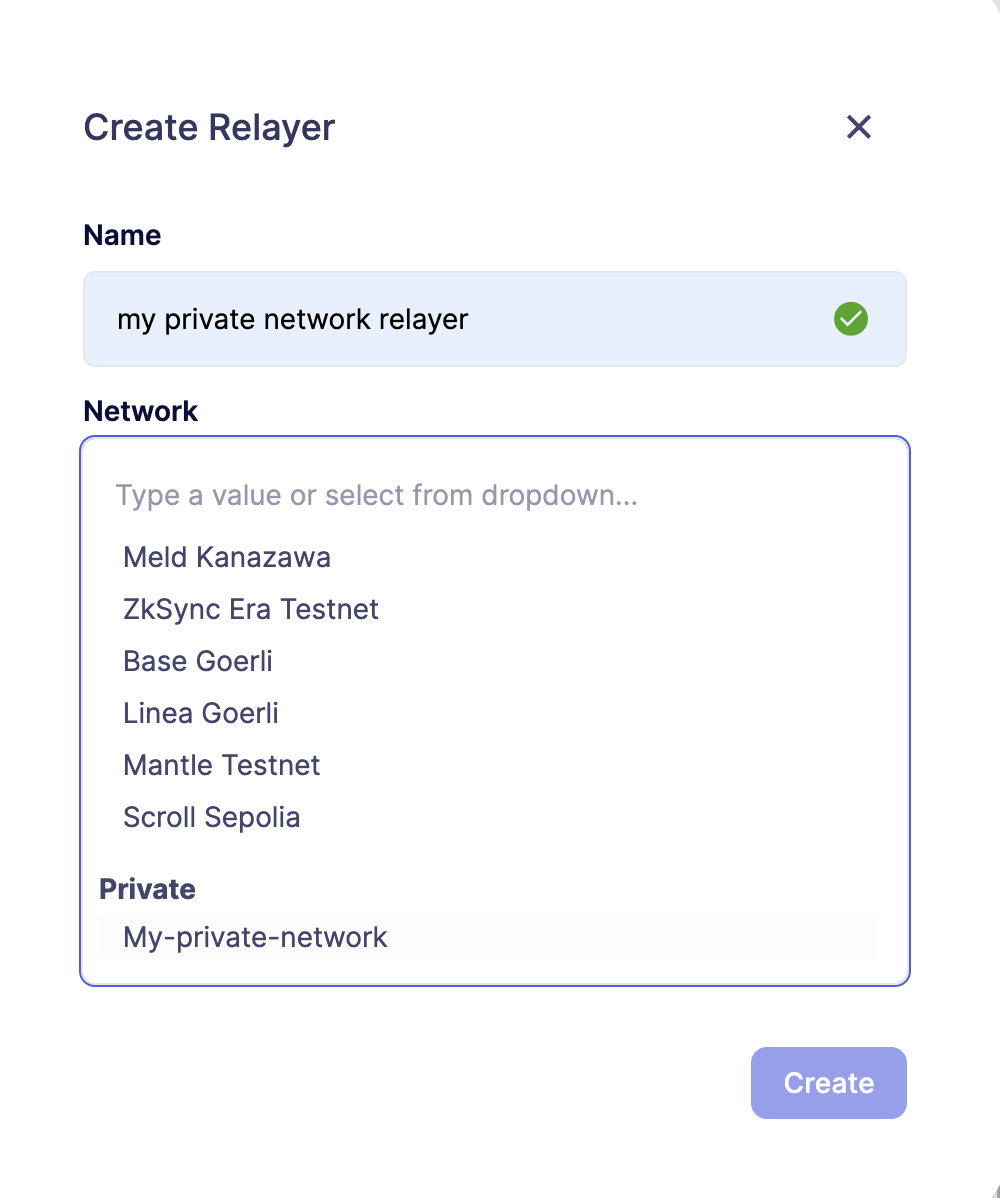 Create Relayer
Name
my private network relayer
Network
Type a value or select from dropdown...
Meld Kanazawa
ZkSync Era Testnet
Base Goerli
Linea Goerli
Mantle Testnet
Scroll Sepolia
Private
My-private-network
Create